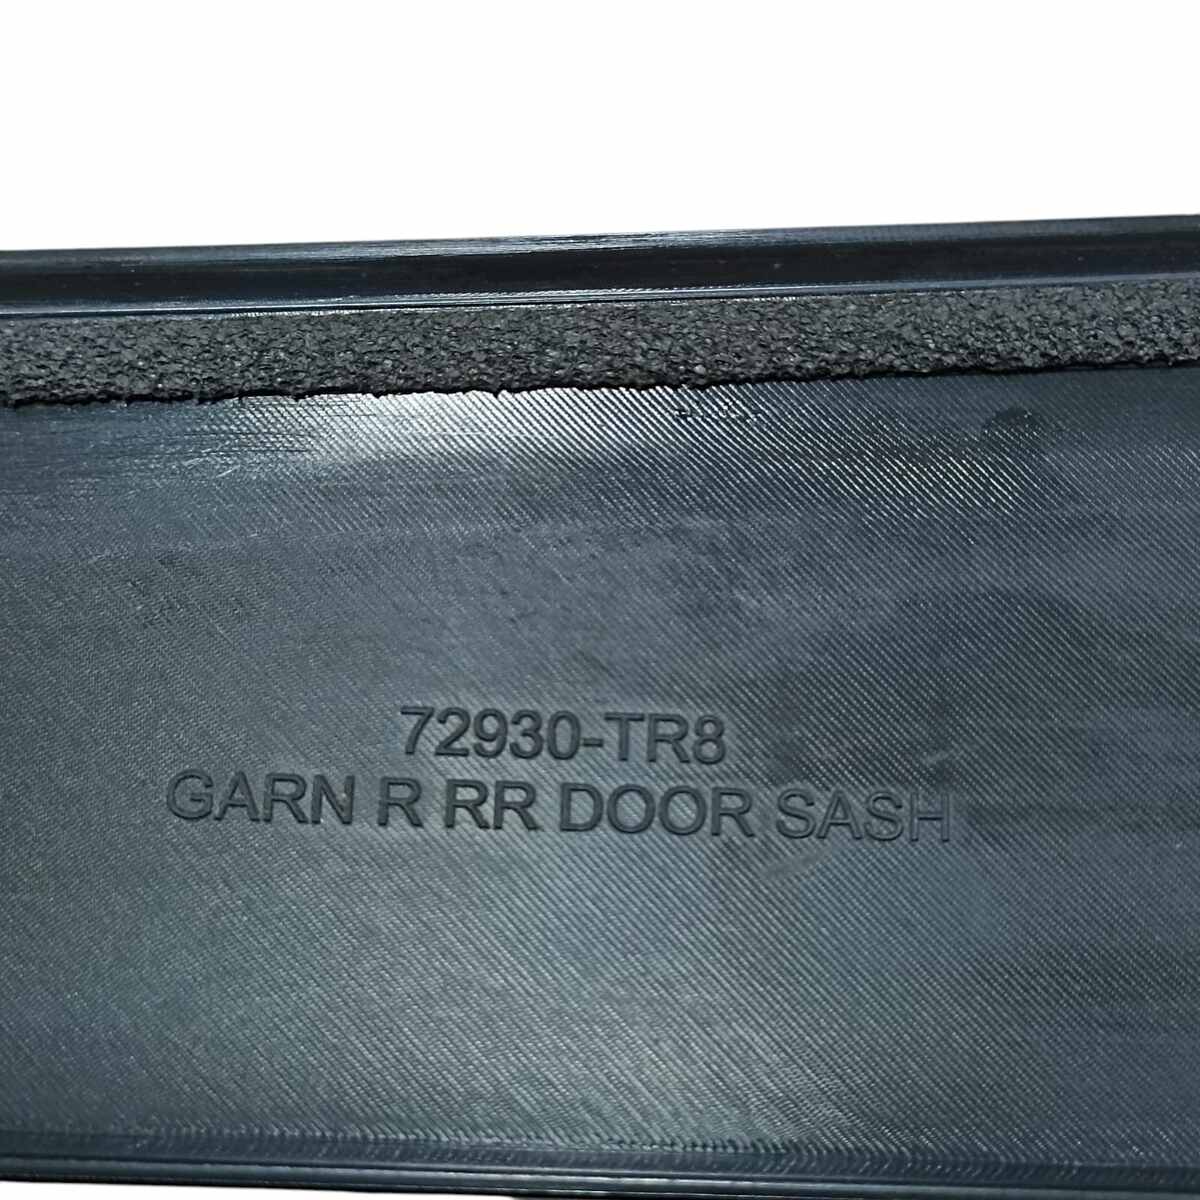 72930-TR8
GARN R RR DOOR SASH